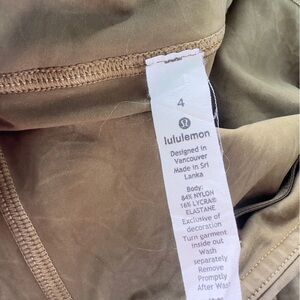 4
lululemon
Designed in
Vancouver
Made in Sri
Lanka
Body:
84% NYLON
16% LYCRA®
ELASTANE
Exclusive of
decoration
Turn garment
inside out
Wash
separately
Remove
Promptly
After Wash